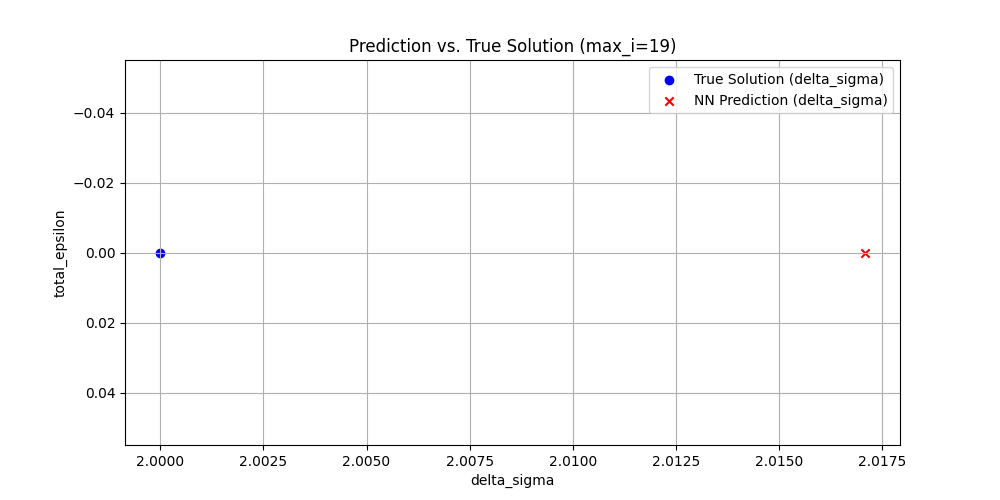 Prediction vs. True Solution (max_i=19)
True Solution (delta_sigma)
NN Prediction (delta_sigma)
−0.04
−0.02
0.00
0.02
0.04
total_epsilon
2.0000 2.0025 2.0050 2.0075 2.0100 2.0125 2.0150 2.0175
delta_sigma